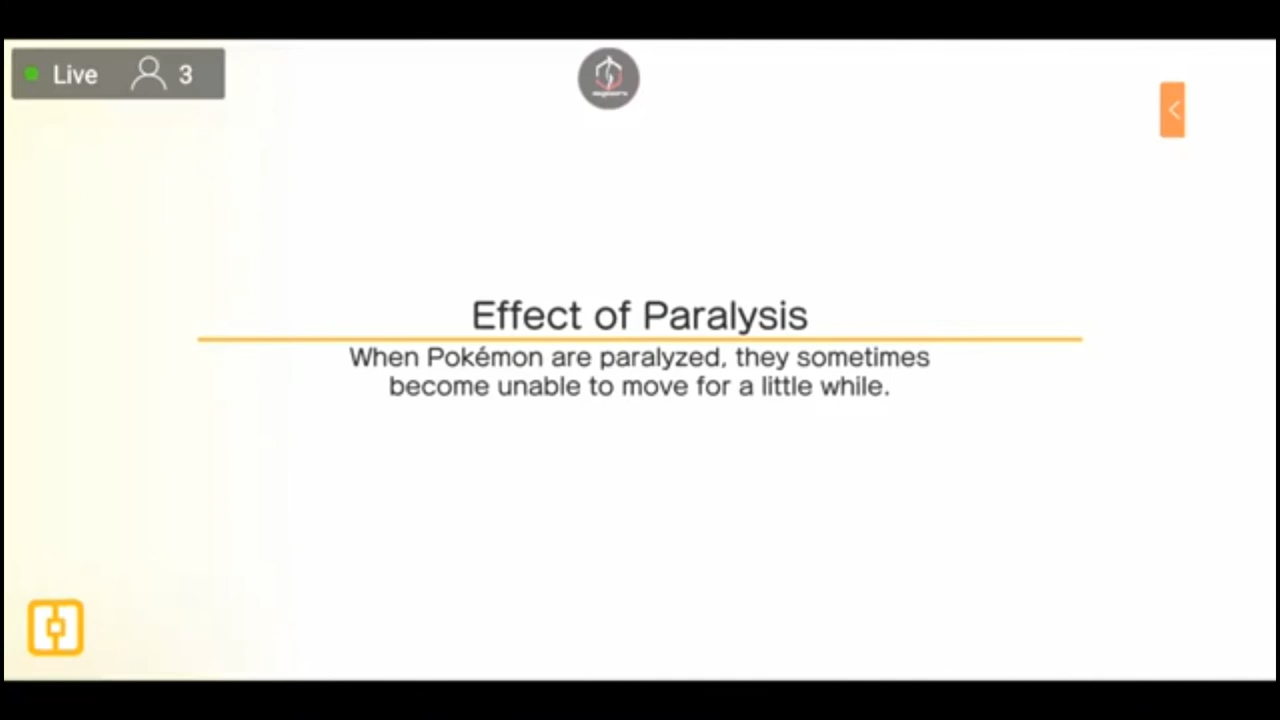 Live 3
Effect of Paralysis
When Pokémon are paralyzed, they sometimes
become unable to move for a little while.